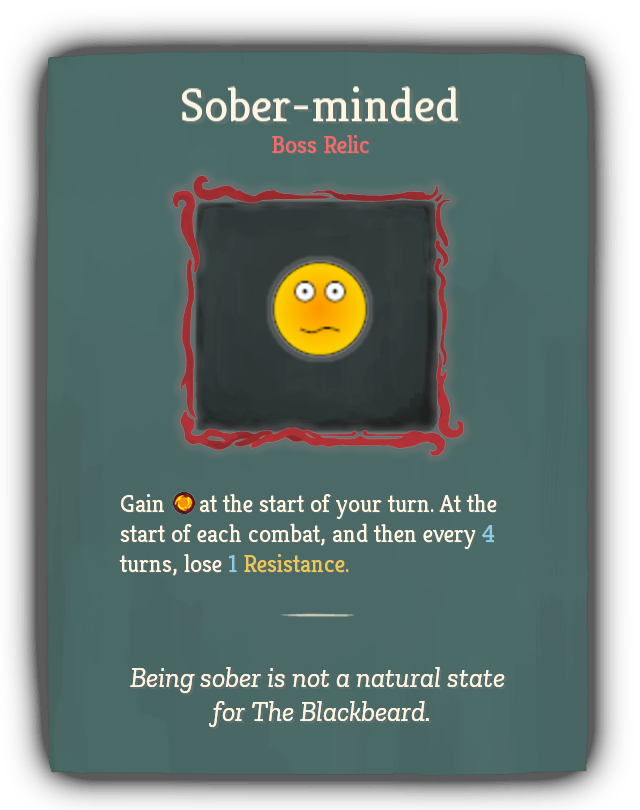 Sober-minded
Boss Relic
Gain at the start of your turn. At the
start of each combat, and then every 4
turns, lose 1 Resistance.
Being sober is not a natural state
for The Blackbeard.